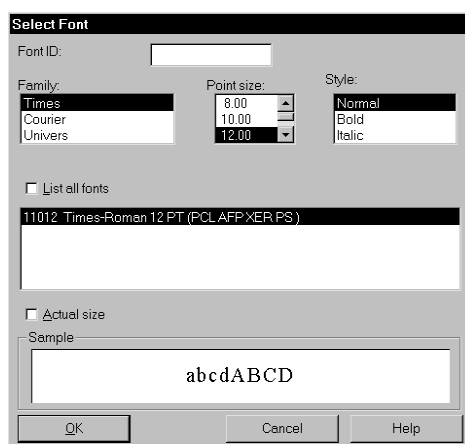 Select Font
Font ID:
Family: Point size: Style:
Times 8.00 Normal
Courier 10.00 Bold
Univers 12.00 Italic
List all fonts
11012 Times-Roman 12 PT (PCL AFP XER PS )
Actual size
Sample
abcdABCD
OK Cancel Help